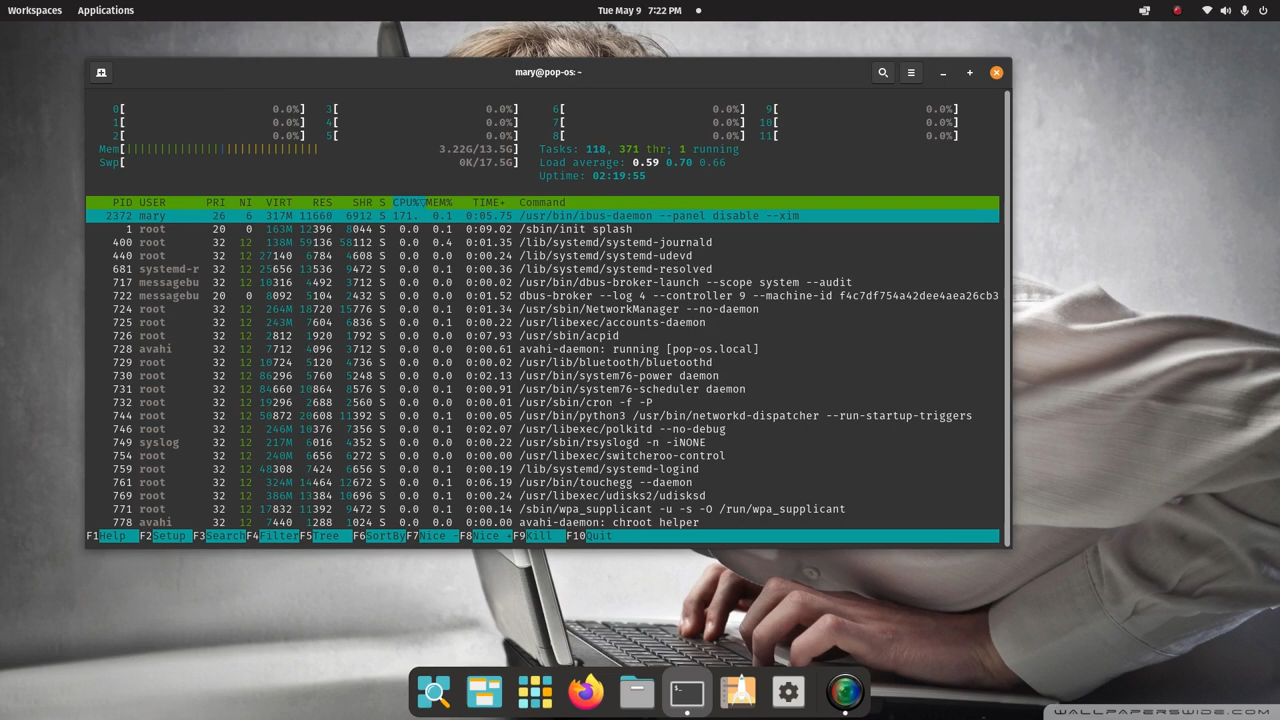 Workspaces Applications Tue May 9 7:22 PM
mary@pop-os: ~
0[ 0.0%] 3[ 0.0%] 6[ 0.0%] 9[ 0.0%]
1[ 0.0%] 4[ 0.0%] 7[ 0.0%] 10[ 0.0%]
2[ 0.0%] 5[ 0.0%] 8[ 0.0%] 11[ 0.0%]
Mem[||||||||||||||||||||||||||||| 3.22G/13.5G] Tasks: 118, 371 thr; 1 running
Swp[ 0K/17.5G] Load average: 0.59 0.70 0.66
Uptime: 02:19:55
PID USER PRI NI VIRT RES SHR S CPU%▽MEM% TIME+ Command
2372 mary 26 6 317M 11660 6912 S 171. 0.1 0:05.75 /usr/bin/ibus-daemon --panel disable --xim
1 root 20 0 163M 12396 8044 S 0.0 0.1 0:09.02 /sbin/init splash
400 root 32 12 138M 59136 58112 S 0.0 0.4 0:01.35 /lib/systemd/systemd-journald
440 root 32 12 27140 6784 4608 S 0.0 0.0 0:00.24 /lib/systemd/systemd-udevd
681 systemd-r 32 12 25656 13536 9472 S 0.0 0.1 0:00.36 /lib/systemd/systemd-resolved
717 messagebu 32 12 10316 4492 3712 S 0.0 0.0 0:00.02 /usr/bin/dbus-broker-launch --scope system --audit
722 messagebu 20 0 8092 5104 2432 S 0.0 0.0 0:01.52 dbus-broker --log 4 --controller 9 --machine-id f4c7df754a42dee4aea26cb3
724 root 32 12 264M 18720 15776 S 0.0 0.1 0:01.34 /usr/sbin/NetworkManager --no-daemon
725 root 32 12 243M 7604 6836 S 0.0 0.1 0:00.22 /usr/libexec/accounts-daemon
726 root 32 12 2812 1920 1792 S 0.0 0.0 0:07.93 /usr/sbin/acpid
728 avahi 32 12 7712 4096 3712 S 0.0 0.0 0:00.61 avahi-daemon: running [pop-os.local]
729 root 32 12 10724 5120 4736 S 0.0 0.0 0:00.02 /usr/lib/bluetooth/bluetoothd
730 root 32 12 86296 5760 5248 S 0.0 0.0 0:02.13 /usr/bin/system76-power daemon
731 root 32 12 84660 10864 8576 S 0.0 0.1 0:00.91 /usr/bin/system76-scheduler daemon
732 root 32 12 19296 2688 2560 S 0.0 0.0 0:00.01 /usr/sbin/cron -f -P
744 root 32 12 50872 20608 11392 S 0.0 0.1 0:00.05 /usr/bin/python3 /usr/bin/networkd-dispatcher --run-startup-triggers
746 root 32 12 246M 10376 7356 S 0.0 0.1 0:02.07 /usr/libexec/polkitd --no-debug
749 syslog 32 12 217M 6016 4352 S 0.0 0.0 0:00.22 /usr/sbin/rsyslogd -n -iNONE
754 root 32 12 240M 6656 6272 S 0.0 0.0 0:00.00 /usr/libexec/switcheroo-control
759 root 32 12 48308 7424 6656 S 0.0 0.1 0:00.19 /lib/systemd/systemd-logind
761 root 32 12 324M 14464 12672 S 0.0 0.1 0:06.19 /usr/bin/touchegg --daemon
769 root 32 12 386M 13384 10696 S 0.0 0.1 0:00.24 /usr/libexec/udisks2/udisksd
771 root 32 12 17832 11392 9472 S 0.0 0.1 0:00.14 /sbin/wpa_supplicant -u -s -O /run/wpa_supplicant
778 avahi 32 12 7440 1288 1024 S 0.0 0.0 0:00.00 avahi-daemon: chroot helper
F1Help F2Setup F3SearchF4FilterF5Tree F6SortByF7Nice -F8Nice +F9Kill F10Quit
WALLPAPERSWIDE.COM